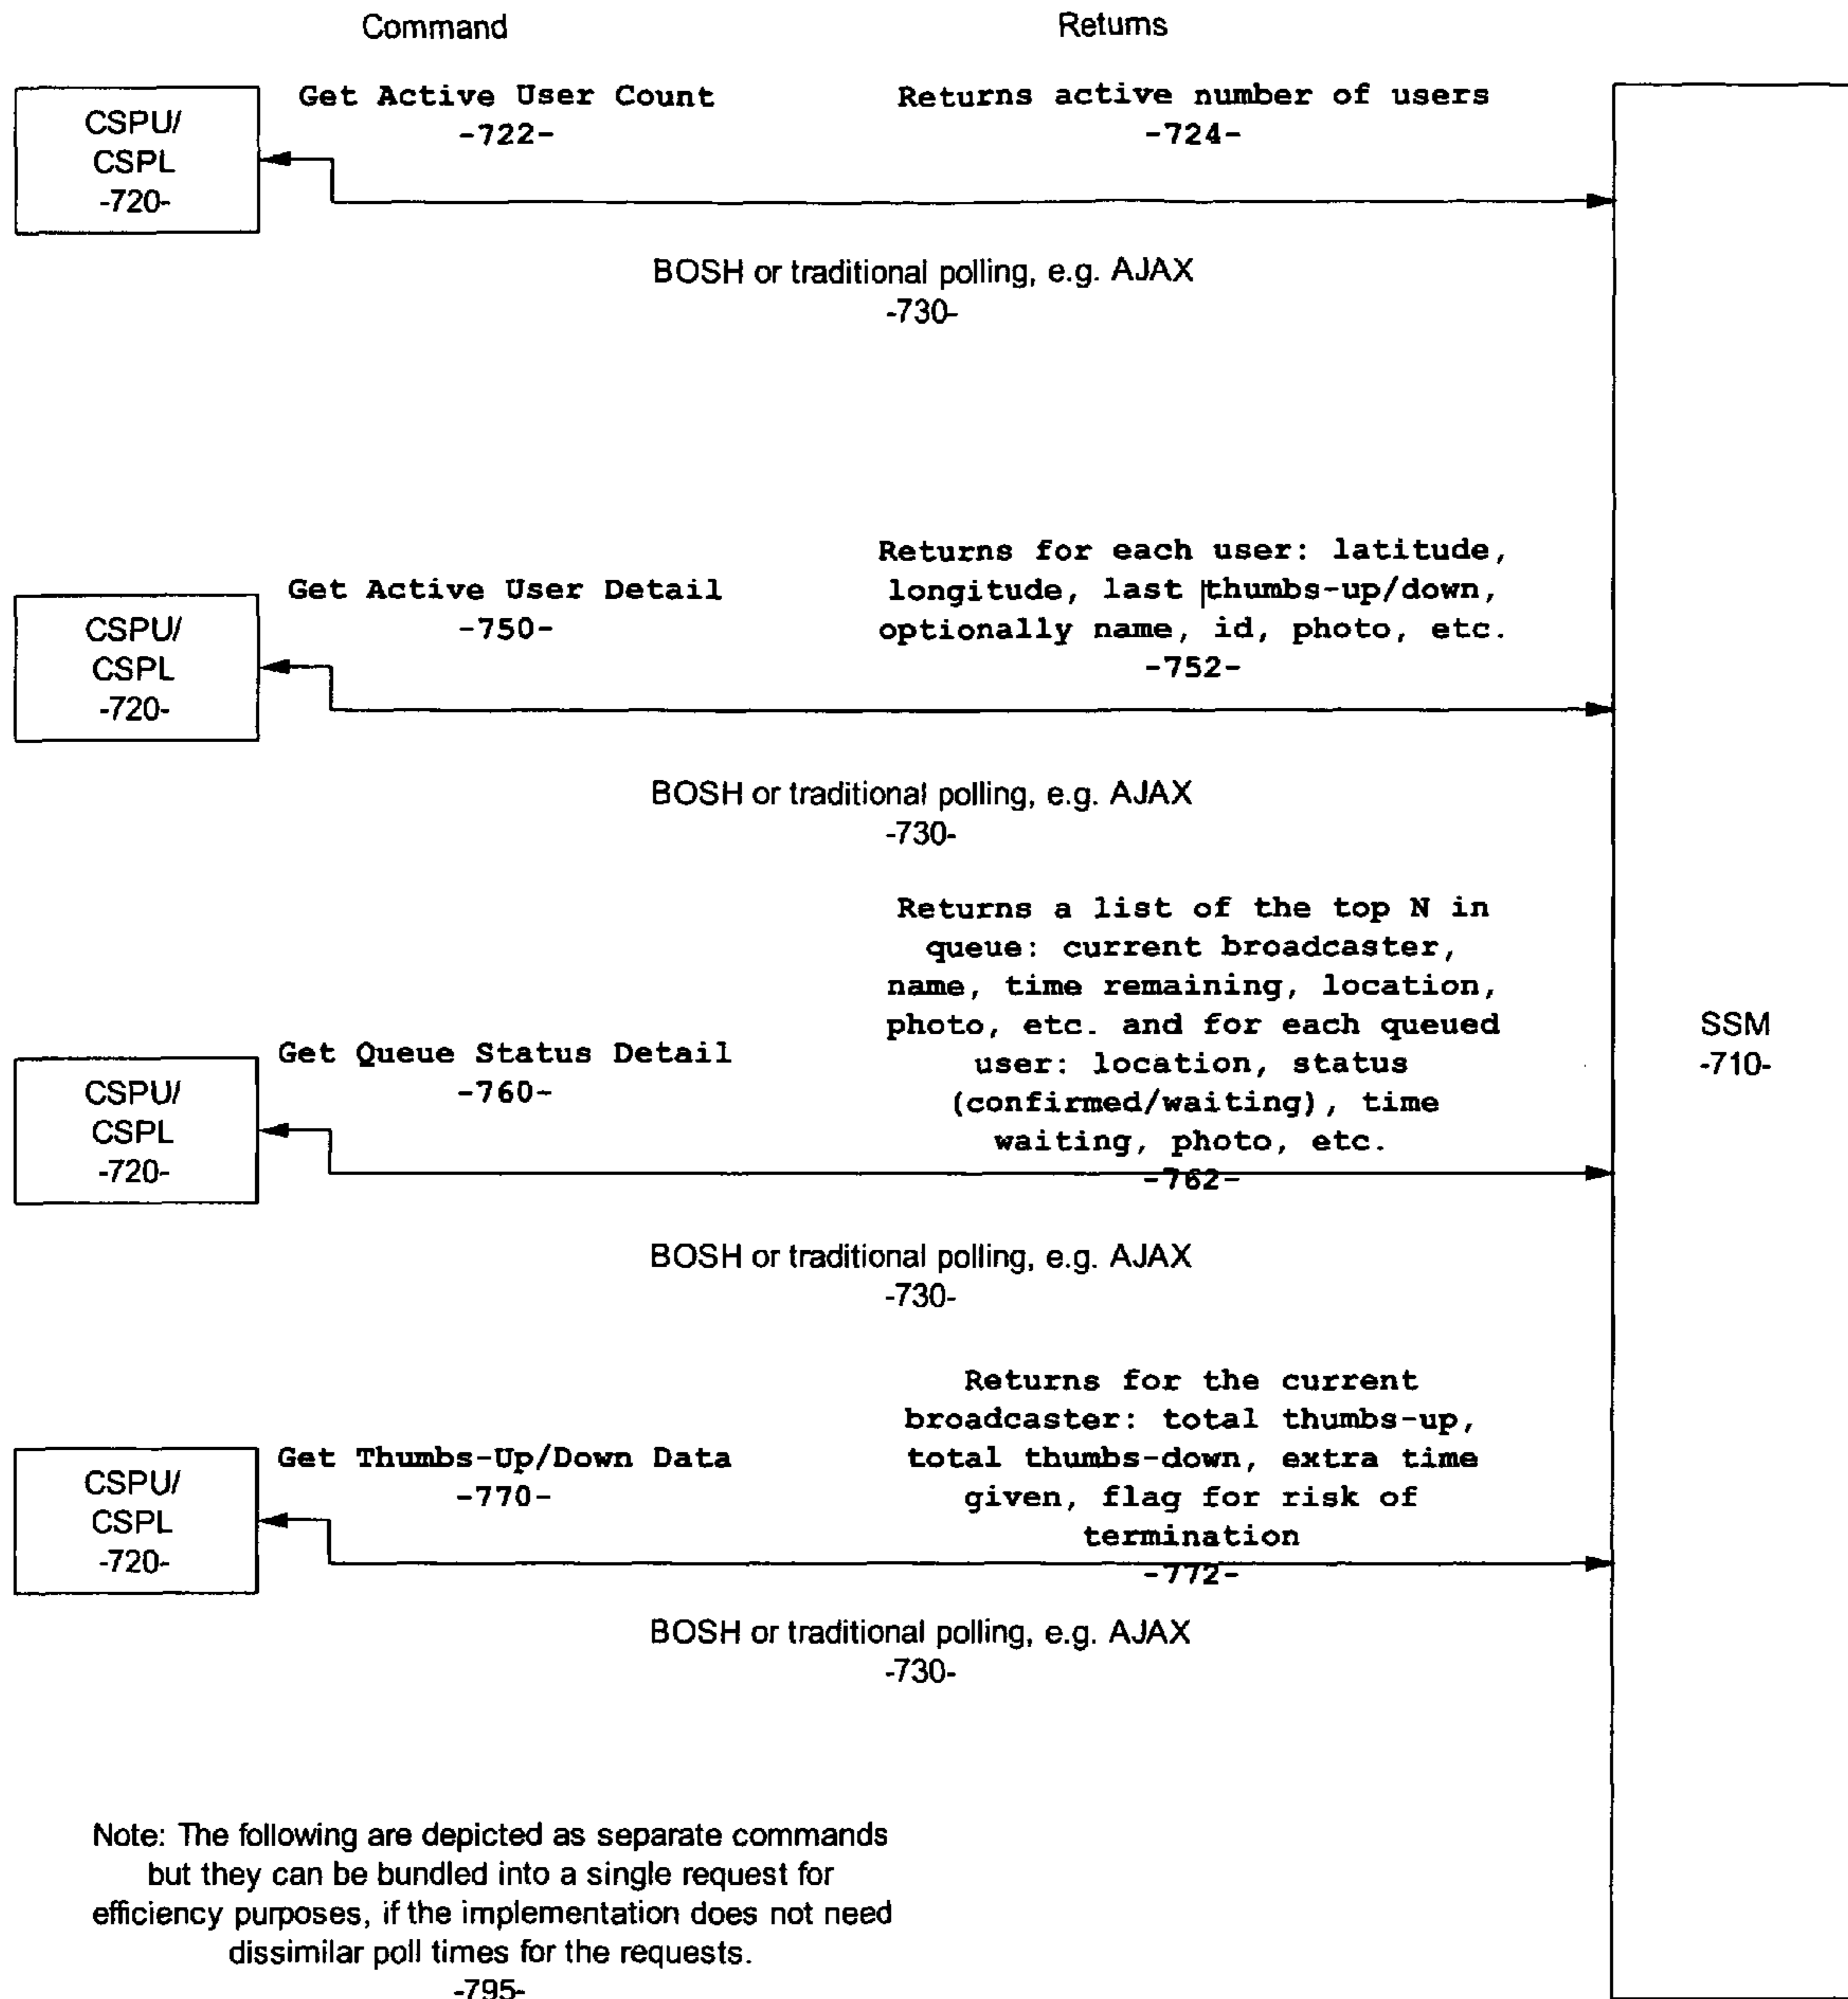 Command
Returns
CSPU/
CSPL
-720-
Get Active User Count
-722-
Returns active number of users
-724-
BOSH or traditional polling, e.g. AJAX
-730-
CSPU/
CSPL
-720-
Get Active User Detail
-750-
Returns for each user: latitude,
longitude, last thumbs-up/down,
optionally name, id, photo, etc.
-752-
BOSH or traditional polling, e.g. AJAX
-730-
CSPU/
CSPL
-720-
Get Queue Status Detail
-760-
Returns a list of the top N in
queue: current broadcaster,
name, time remaining, location,
photo, etc. and for each queued
user: location, status
(confirmed/waiting), time
waiting, photo, etc.
-762-
SSM
-710-
BOSH or traditional polling, e.g. AJAX
-730-
CSPU/
CSPL
-720-
Get Thumbs-Up/Down Data
-770-
Returns for the current
broadcaster: total thumbs-up,
total thumbs-down, extra time
given, flag for risk of
termination
-772-
BOSH or traditional polling, e.g. AJAX
-730-
Note: The following are depicted as separate commands
but they can be bundled into a single request for
efficiency purposes, if the implementation does not need
dissimilar poll times for the requests.
-795-